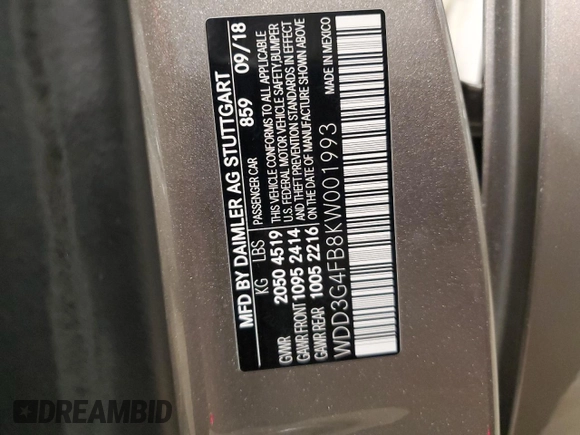 MFD BY DAIMLER AG STUTTGART
859 09/18
KG LBS PASSENGER CAR
GVWR 2050 4519
GAWR FRONT 1095 2414
GAWR REAR 1005 2216
THIS VEHICLE CONFORMS TO ALL APPLICABLE
U.S. FEDERAL MOTOR VEHICLE SAFETY,BUMPER
AND THEFT PREVENTION STANDARDS IN EFFECT
ON THE DATE OF MANUFACTURE SHOWN ABOVE
WDD3G4FB8KW001993
MADE IN MEXICO
DREAMBID